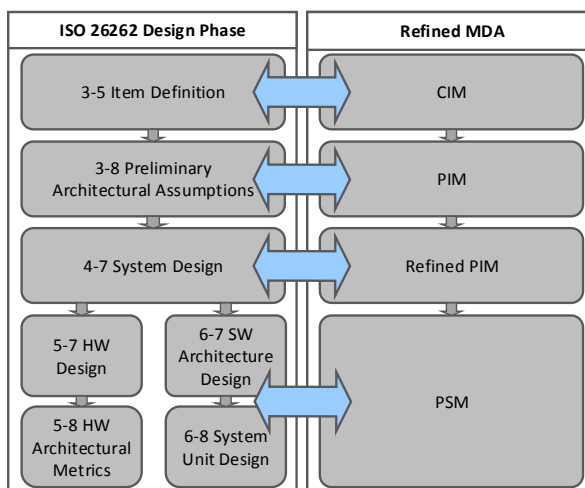 ISO 26262 Design Phase
Refined MDA
3-5 Item Definition
CIM
3-8 Preliminary
Architectural Assumptions
PIM
4-7 System Design
Refined PIM
5-7 HW
Design
6-7 SW
Architecture
Design
PSM
5-8 HW
Architectural
Metrics
6-8 System
Unit Design